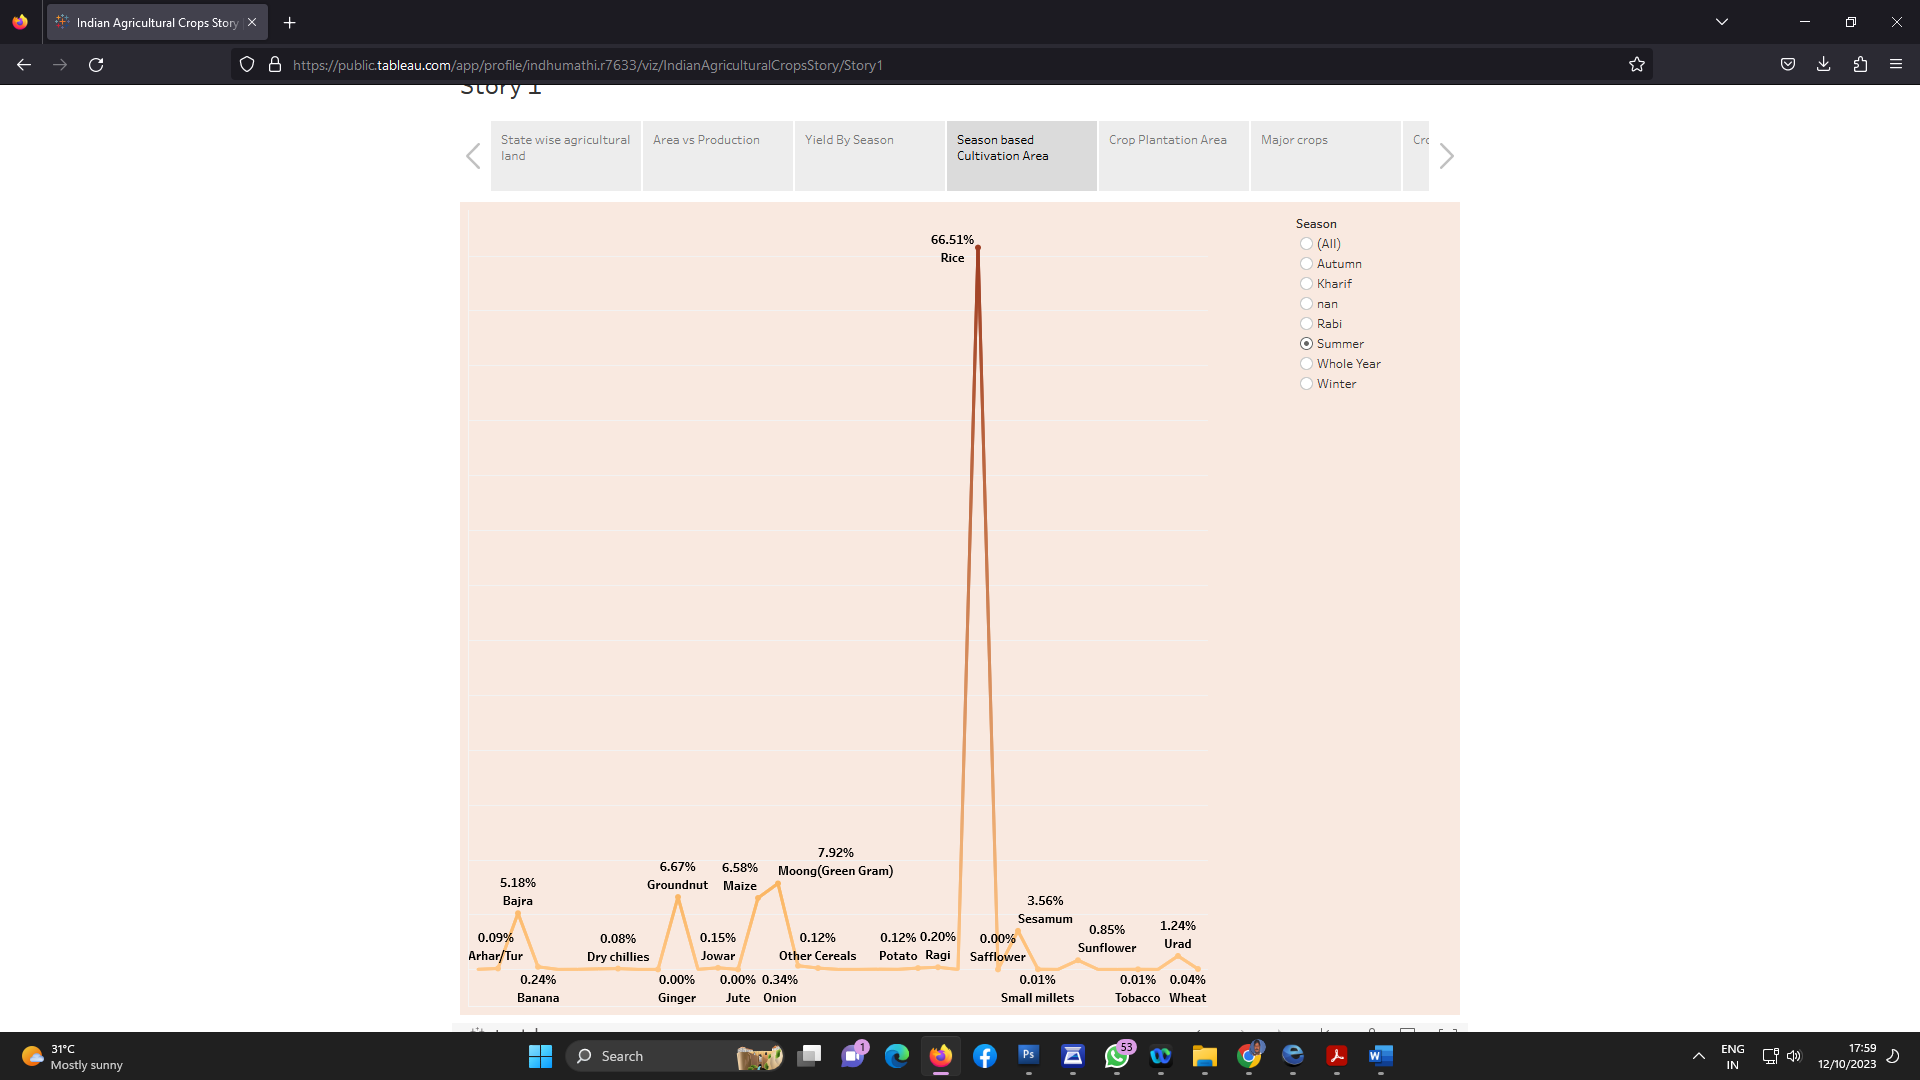 Indian Agricultural Crops Story
https://public.tableau.com/app/profile/indhumathi.r7633/viz/IndianAgriculturalCropsStory/Story1
Story 1
State wise agricultural
land
Area vs Production
Yield By Season
Season based
Cultivation Area
Crop Plantation Area
Major crops
Cro
Season
(All)
Autumn
Kharif
nan
Rabi
Summer
Whole Year
Winter
66.51%
Rice
7.92%
Moong(Green Gram)
6.67%
Groundnut
6.58%
Maize
5.18%
Bajra
3.56%
Sesamum
0.85%
Sunflower
1.24%
Urad
0.09%
Arhar/Tur
0.08%
Dry chillies
0.15%
Jowar
0.12%
Other Cereals
0.12%
Potato
0.20%
Ragi
0.00%
Safflower
0.24%
Banana
0.00%
Ginger
0.00%
Jute
0.34%
Onion
0.01%
Small millets
0.01%
Tobacco
0.04%
Wheat
31°C
Mostly sunny
Search
1
Ps
53
W
ENG
IN
17:59
12/10/2023